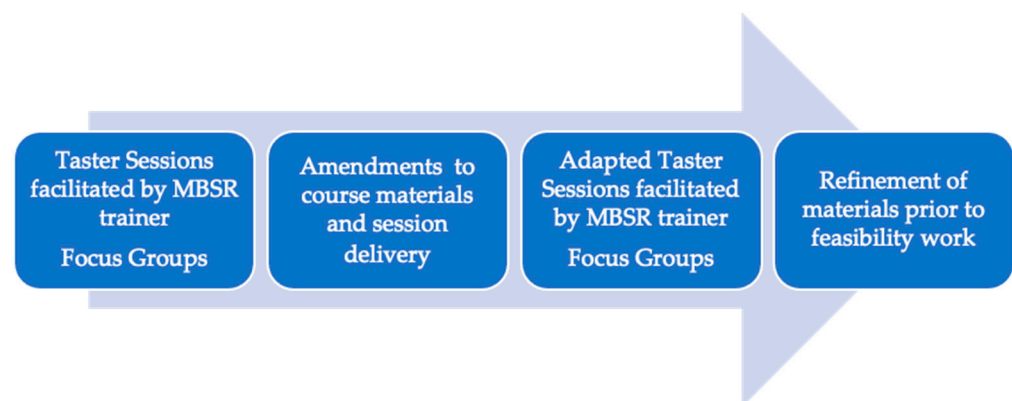 Taster Sessions
facilitated by MBSR
trainer
Focus Groups
Amendments to
course materials
and session
delivery
Adapted Taster
Sessions facilitated
by MBSR trainer
Focus Groups
Refinement of
materials prior to
feasibility work